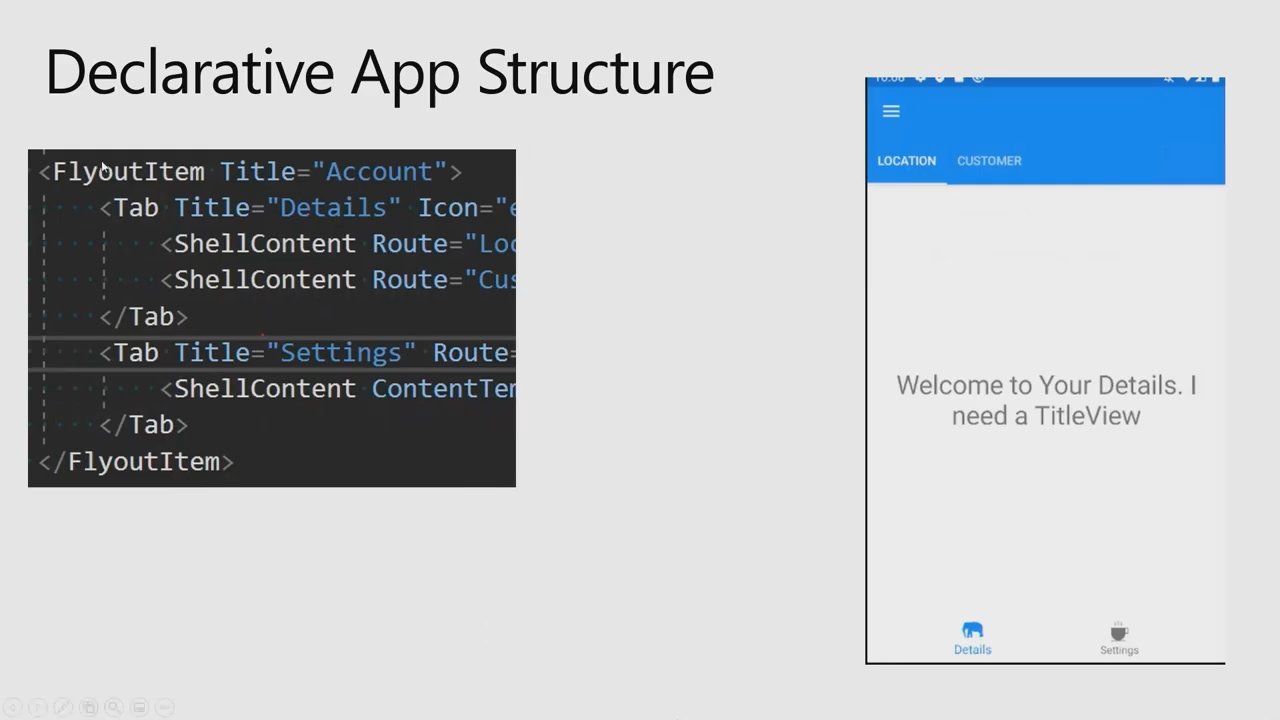 Declarative App Structure
<FlyoutItem Title="Account">
<Tab Title="Details" Icon="e
<ShellContent Route="Loc
<ShellContent Route="Cus
</Tab>
<Tab Title="Settings" Route=
<ShellContent ContentTem
</Tab>
</FlyoutItem>
LOCATION CUSTOMER
Welcome to Your Details. I
need a TitleView
Details Settings